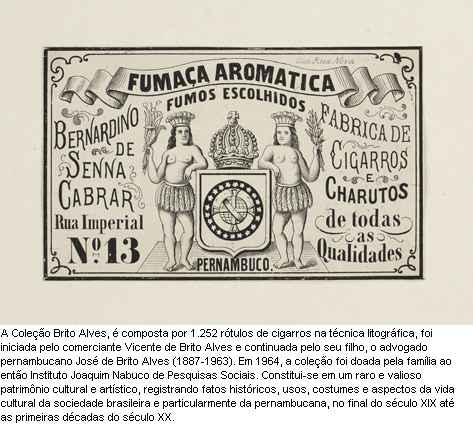 FUMAÇA AROMATICA
FUMOS ESCOLHIDOS
BERNARDINO
DE
SENNA
CABRAR
Rua Imperial
Nº 13
FABRICA DE
CIGARROS
E
CHARUTOS
de todas
as
Qualidades
PERNAMBUCO.
A Coleção Brito Alves, é composta por 1.252 rótulos de cigarros na técnica litográfica, foi
iniciada pelo comerciante Vicente de Brito Alves e continuada pelo seu filho, o advogado
pernambucano José de Brito Alves (1887-1963). Em 1964, a coleção foi doada pela família ao
então Instituto Joaquim Nabuco de Pesquisas Sociais. Constitui-se em um raro e valioso
patrimônio cultural e artístico, registrando fatos históricos, usos, costumes e aspectos da vida
cultural da sociedade brasileira e particularmente da pernambucana, no final do século XIX até
as primeiras décadas do século XX.